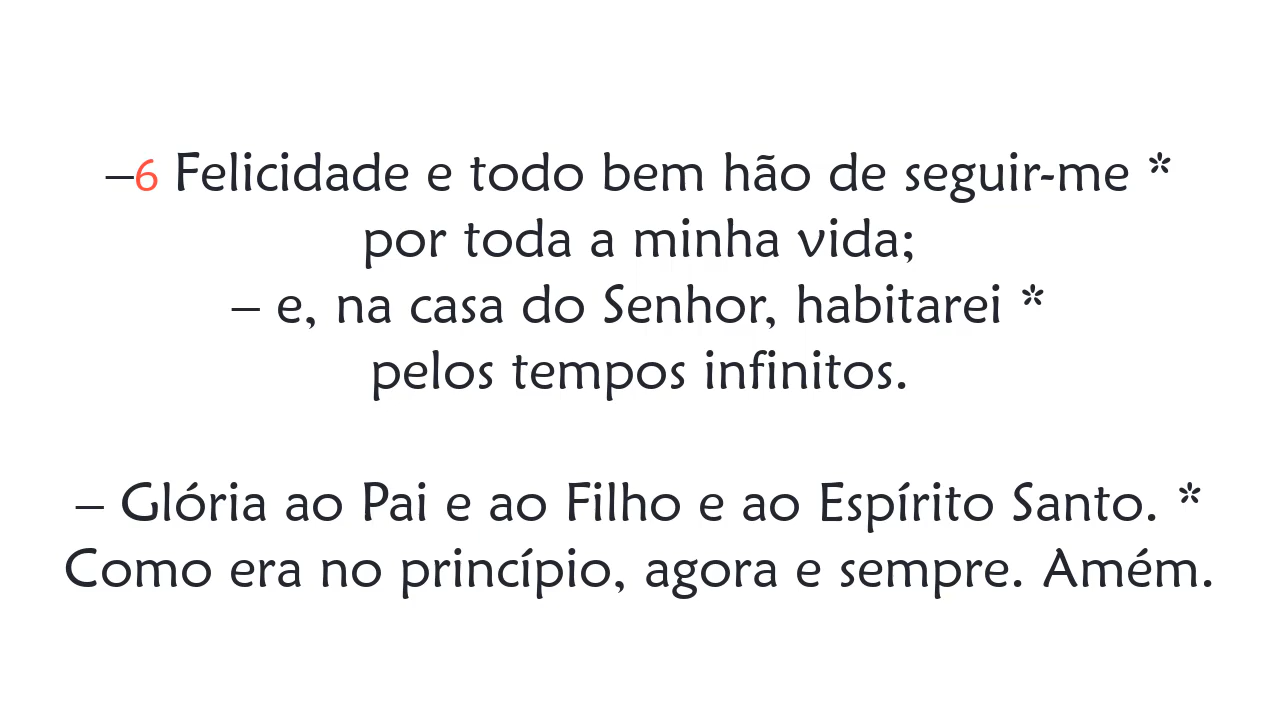 –6 Felicidade e todo bem hão de seguir-me *
por toda a minha vida;
– e, na casa do Senhor, habitarei *
pelos tempos infinitos.
– Glória ao Pai e ao Filho e ao Espírito Santo. *
Como era no princípio, agora e sempre. Amém.